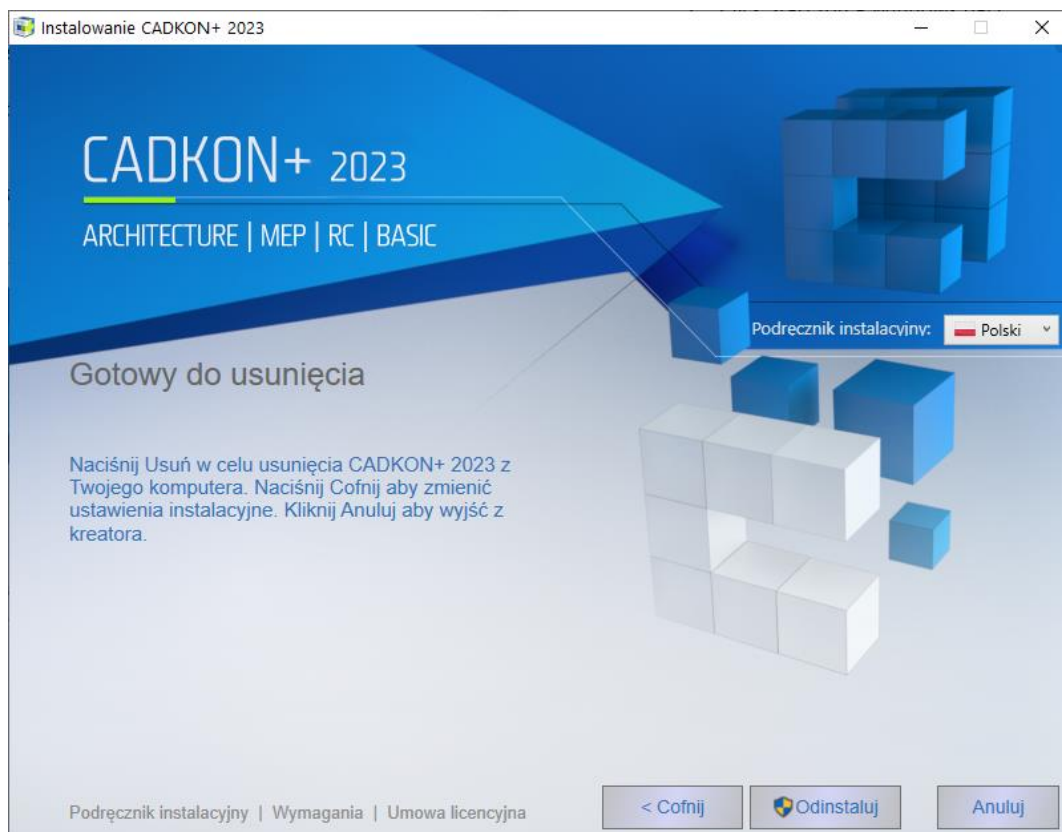 Instalowanie CADKON+ 2023
CADKON+ 2023
ARCHITECTURE | MEP | RC | BASIC
Podręcznik instalacyjny:
Polski
Gotowy do usunięcia
Naciśnij Usuń w celu usunięcia CADKON+ 2023 z
Twojego komputera. Naciśnij Cofnij aby zmienić
ustawienia instalacyjne. Kliknij Anuluj aby wyjść z
kreatora.
Podręcznik instalacyjny | Wymagania | Umowa licencyjna
< Cofnij
Odinstaluj
Anuluj